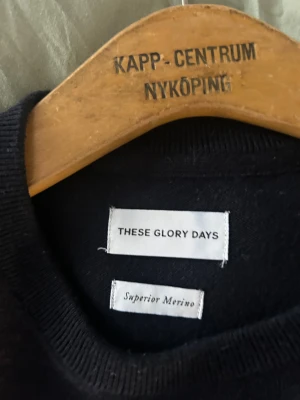 KAPP-CENTRUM
NYKÖPING
THESE GLORY DAYS
Superior Merino